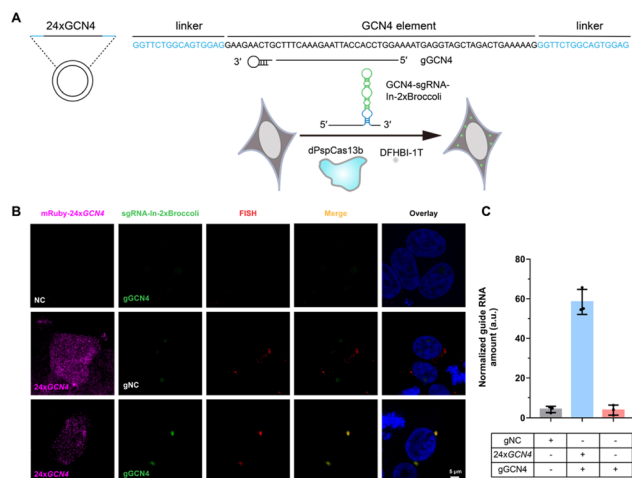 A
24xGCN4
linker GCN4 element linker
GGTTCTGGCAGTGGAGGAAGAACTGCTTTCAAAGAATTACCACCTGGAAAATGAGGTAGCTAGACTGAAAAAGGGTTCTGGCAGTGGAG
3′ 5′ gGCN4
GCN4-sgRNA-
In-2xBroccoli
5′ 3′
dPspCas13b DFHBI-1T
B
mRuby-24xGCN4 sgRNA-In-2xBroccoli FISH Merge Overlay
NC gGCN4
24xGCN4 gNC
24xGCN4 gGCN4
5 μm
C
Normalized guide RNA
amount (a.u.)
80
60
40
20
0
gNC + - -
24xGCN4 - + -
gGCN4 - + +